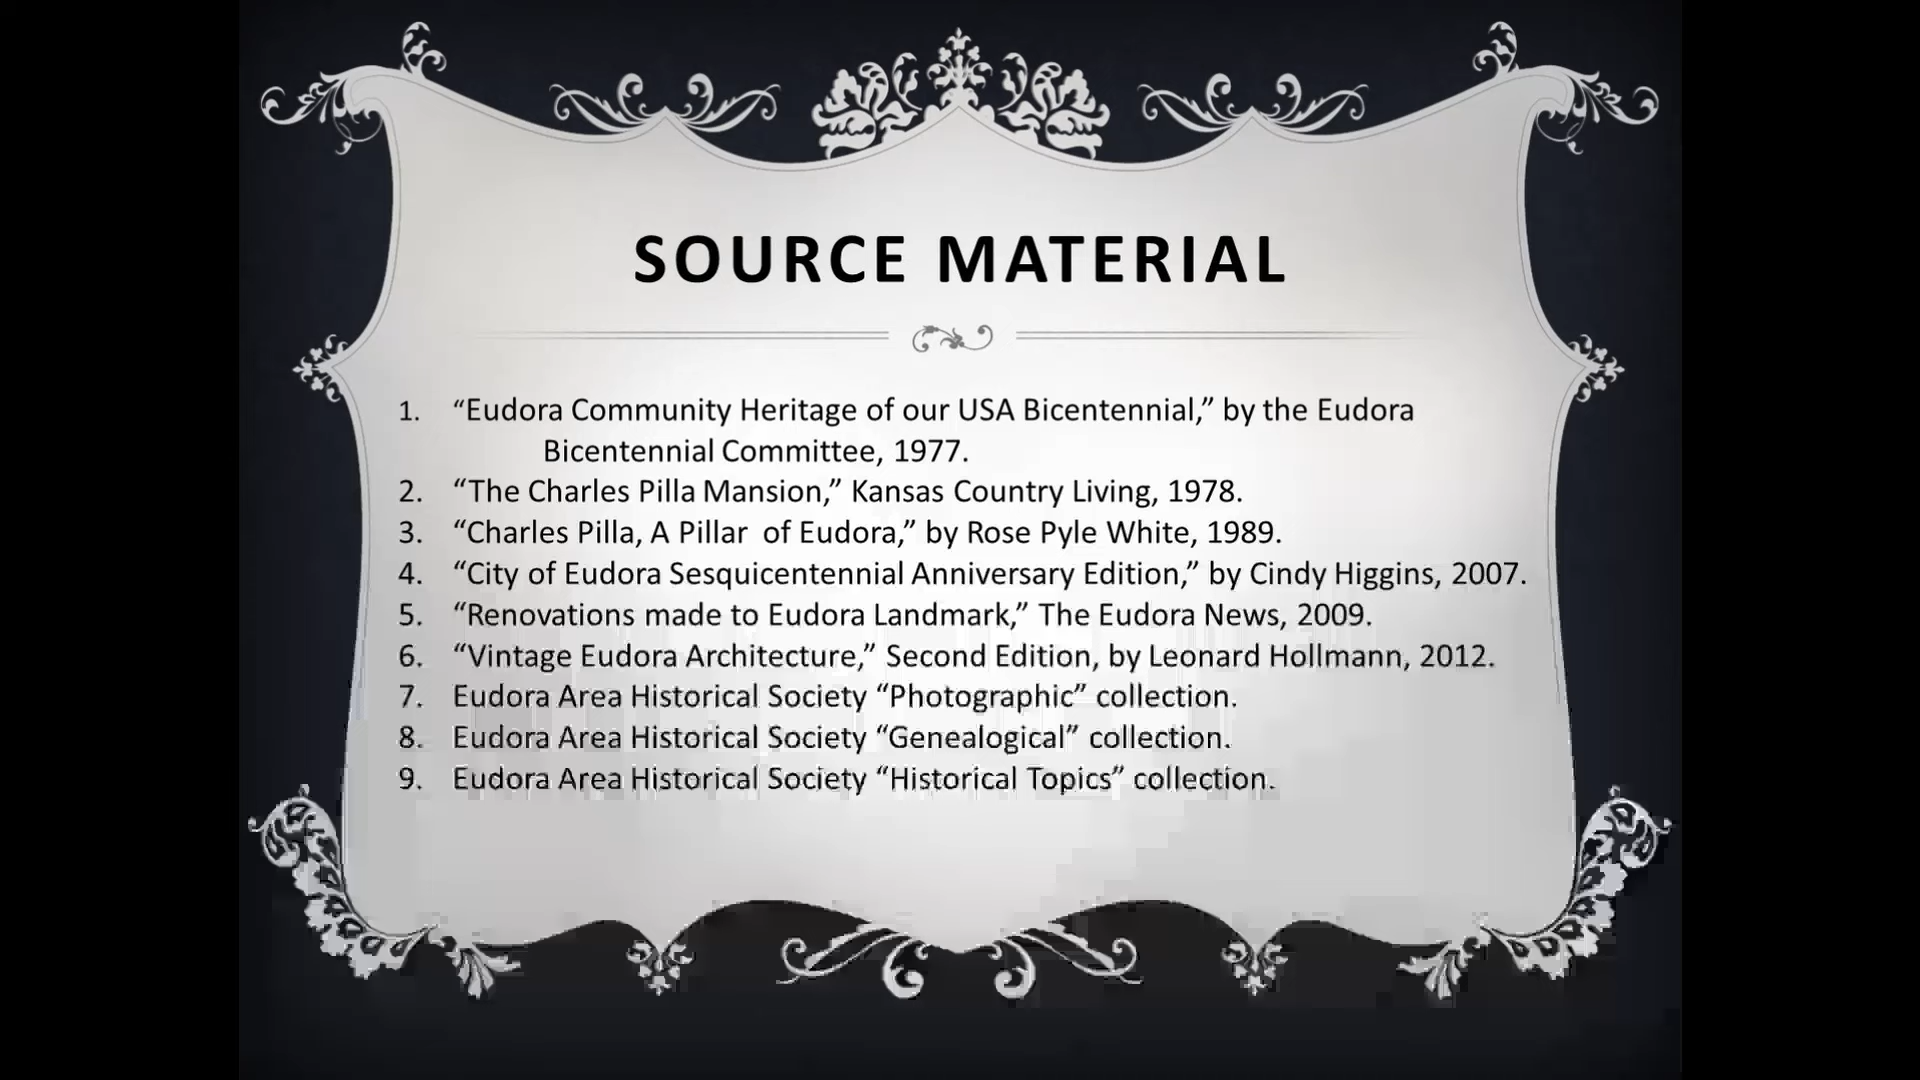 SOURCE MATERIAL
1. “Eudora Community Heritage of our USA Bicentennial,” by the Eudora
Bicentennial Committee, 1977.
2. “The Charles Pilla Mansion,” Kansas Country Living, 1978.
3. “Charles Pilla, A Pillar of Eudora,” by Rose Pyle White, 1989.
4. “City of Eudora Sesquicentennial Anniversary Edition,” by Cindy Higgins, 2007.
5. “Renovations made to Eudora Landmark,” The Eudora News, 2009.
6. “Vintage Eudora Architecture,” Second Edition, by Leonard Hollmann, 2012.
7. Eudora Area Historical Society “Photographic” collection.
8. Eudora Area Historical Society “Genealogical” collection.
9. Eudora Area Historical Society “Historical Topics” collection.